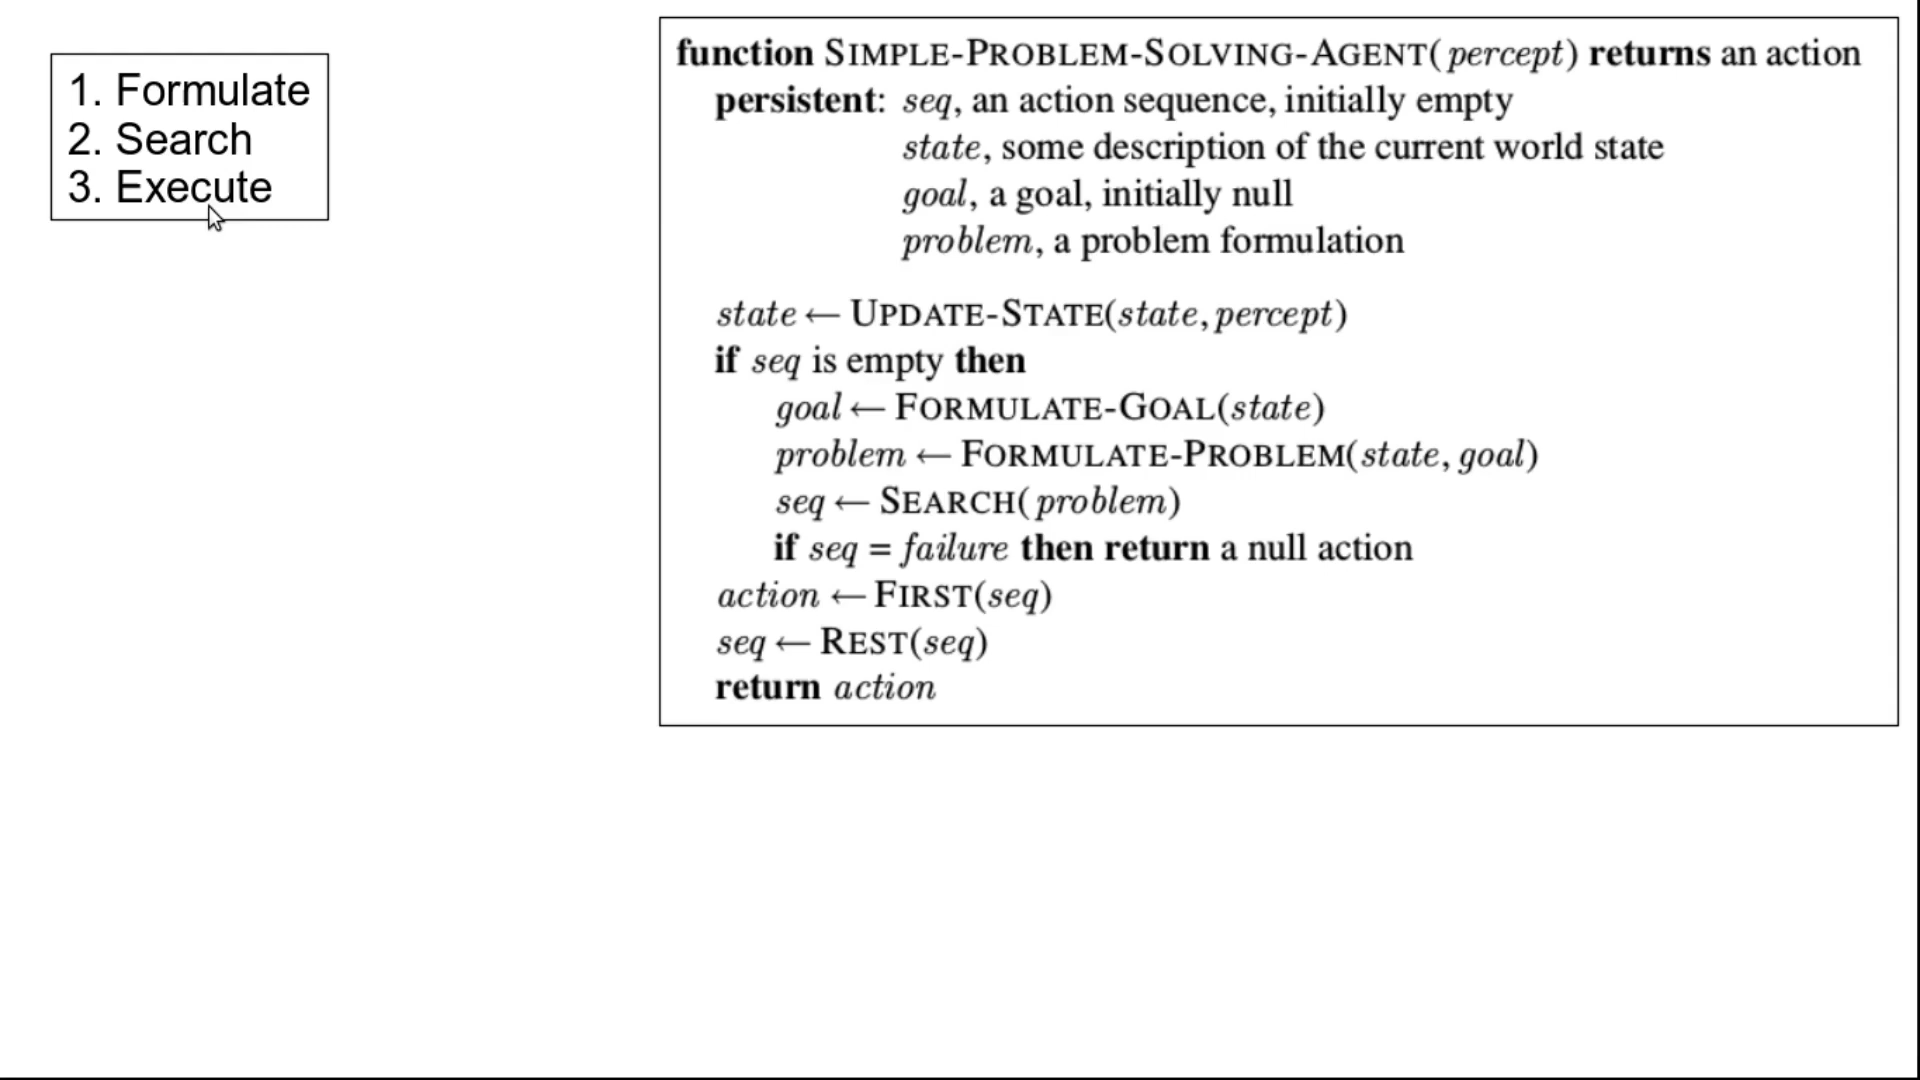 1. Formulate
2. Search
3. Execute
function SIMPLE-PROBLEM-SOLVING-AGENT(percept) returns an action
persistent: seq, an action sequence, initially empty
state, some description of the current world state
goal, a goal, initially null
problem, a problem formulation
state ← UPDATE-STATE(state, percept)
if seq is empty then
goal ← FORMULATE-GOAL(state)
problem ← FORMULATE-PROBLEM(state, goal)
seq ← SEARCH(problem)
if seq = failure then return a null action
action ← FIRST(seq)
seq ← REST(seq)
return action